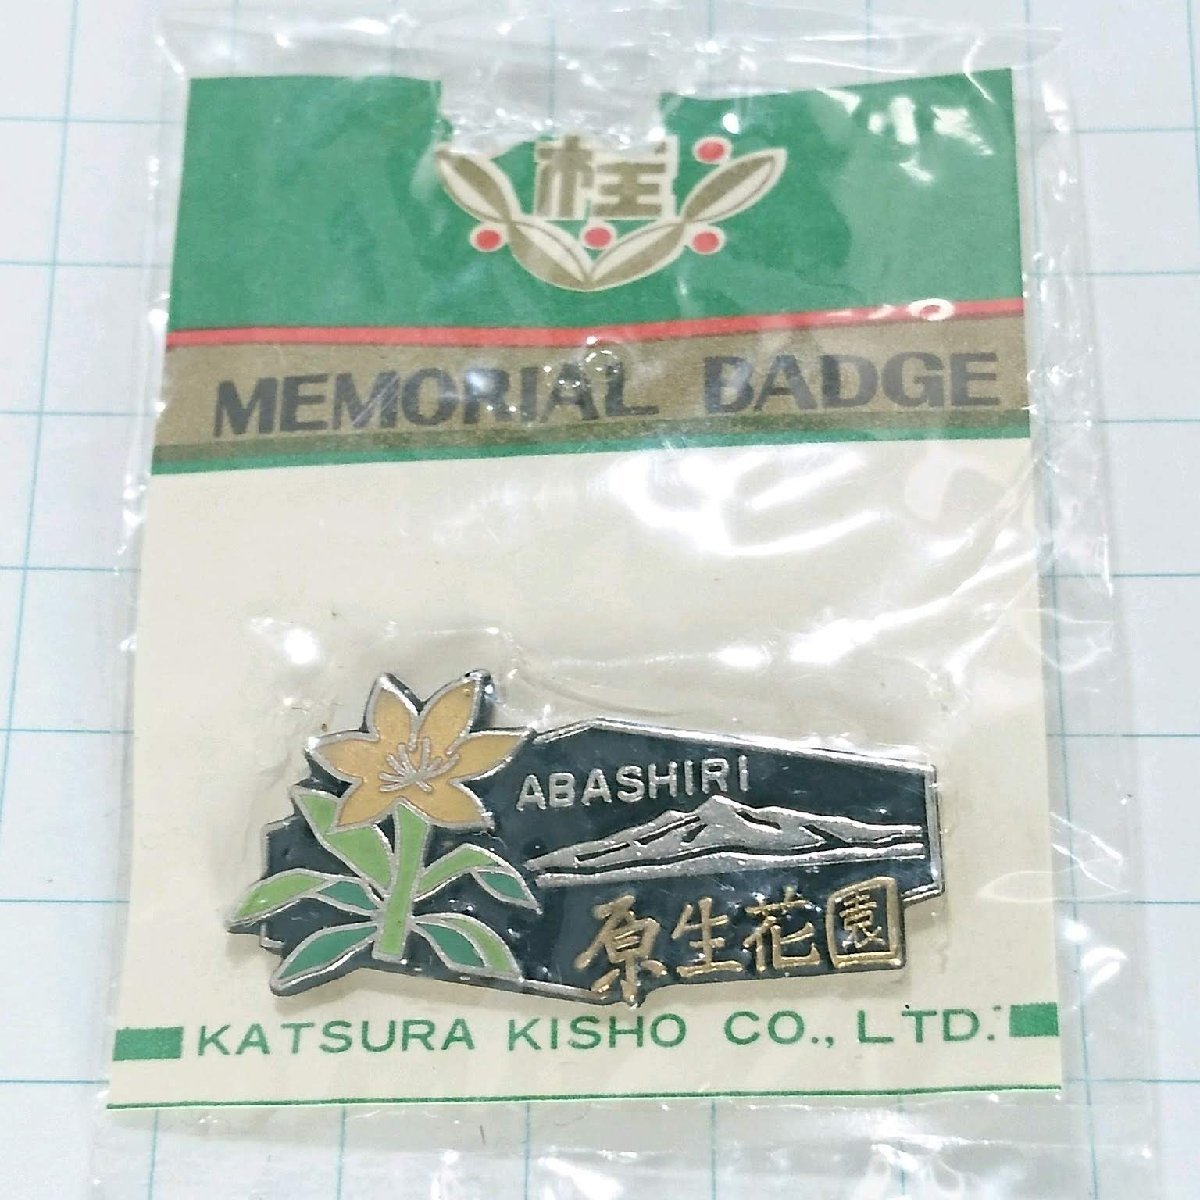 桂
MEMORIAL BADGE
ABASHIRI
原生花園
KATSURA KISHO CO., LTD.